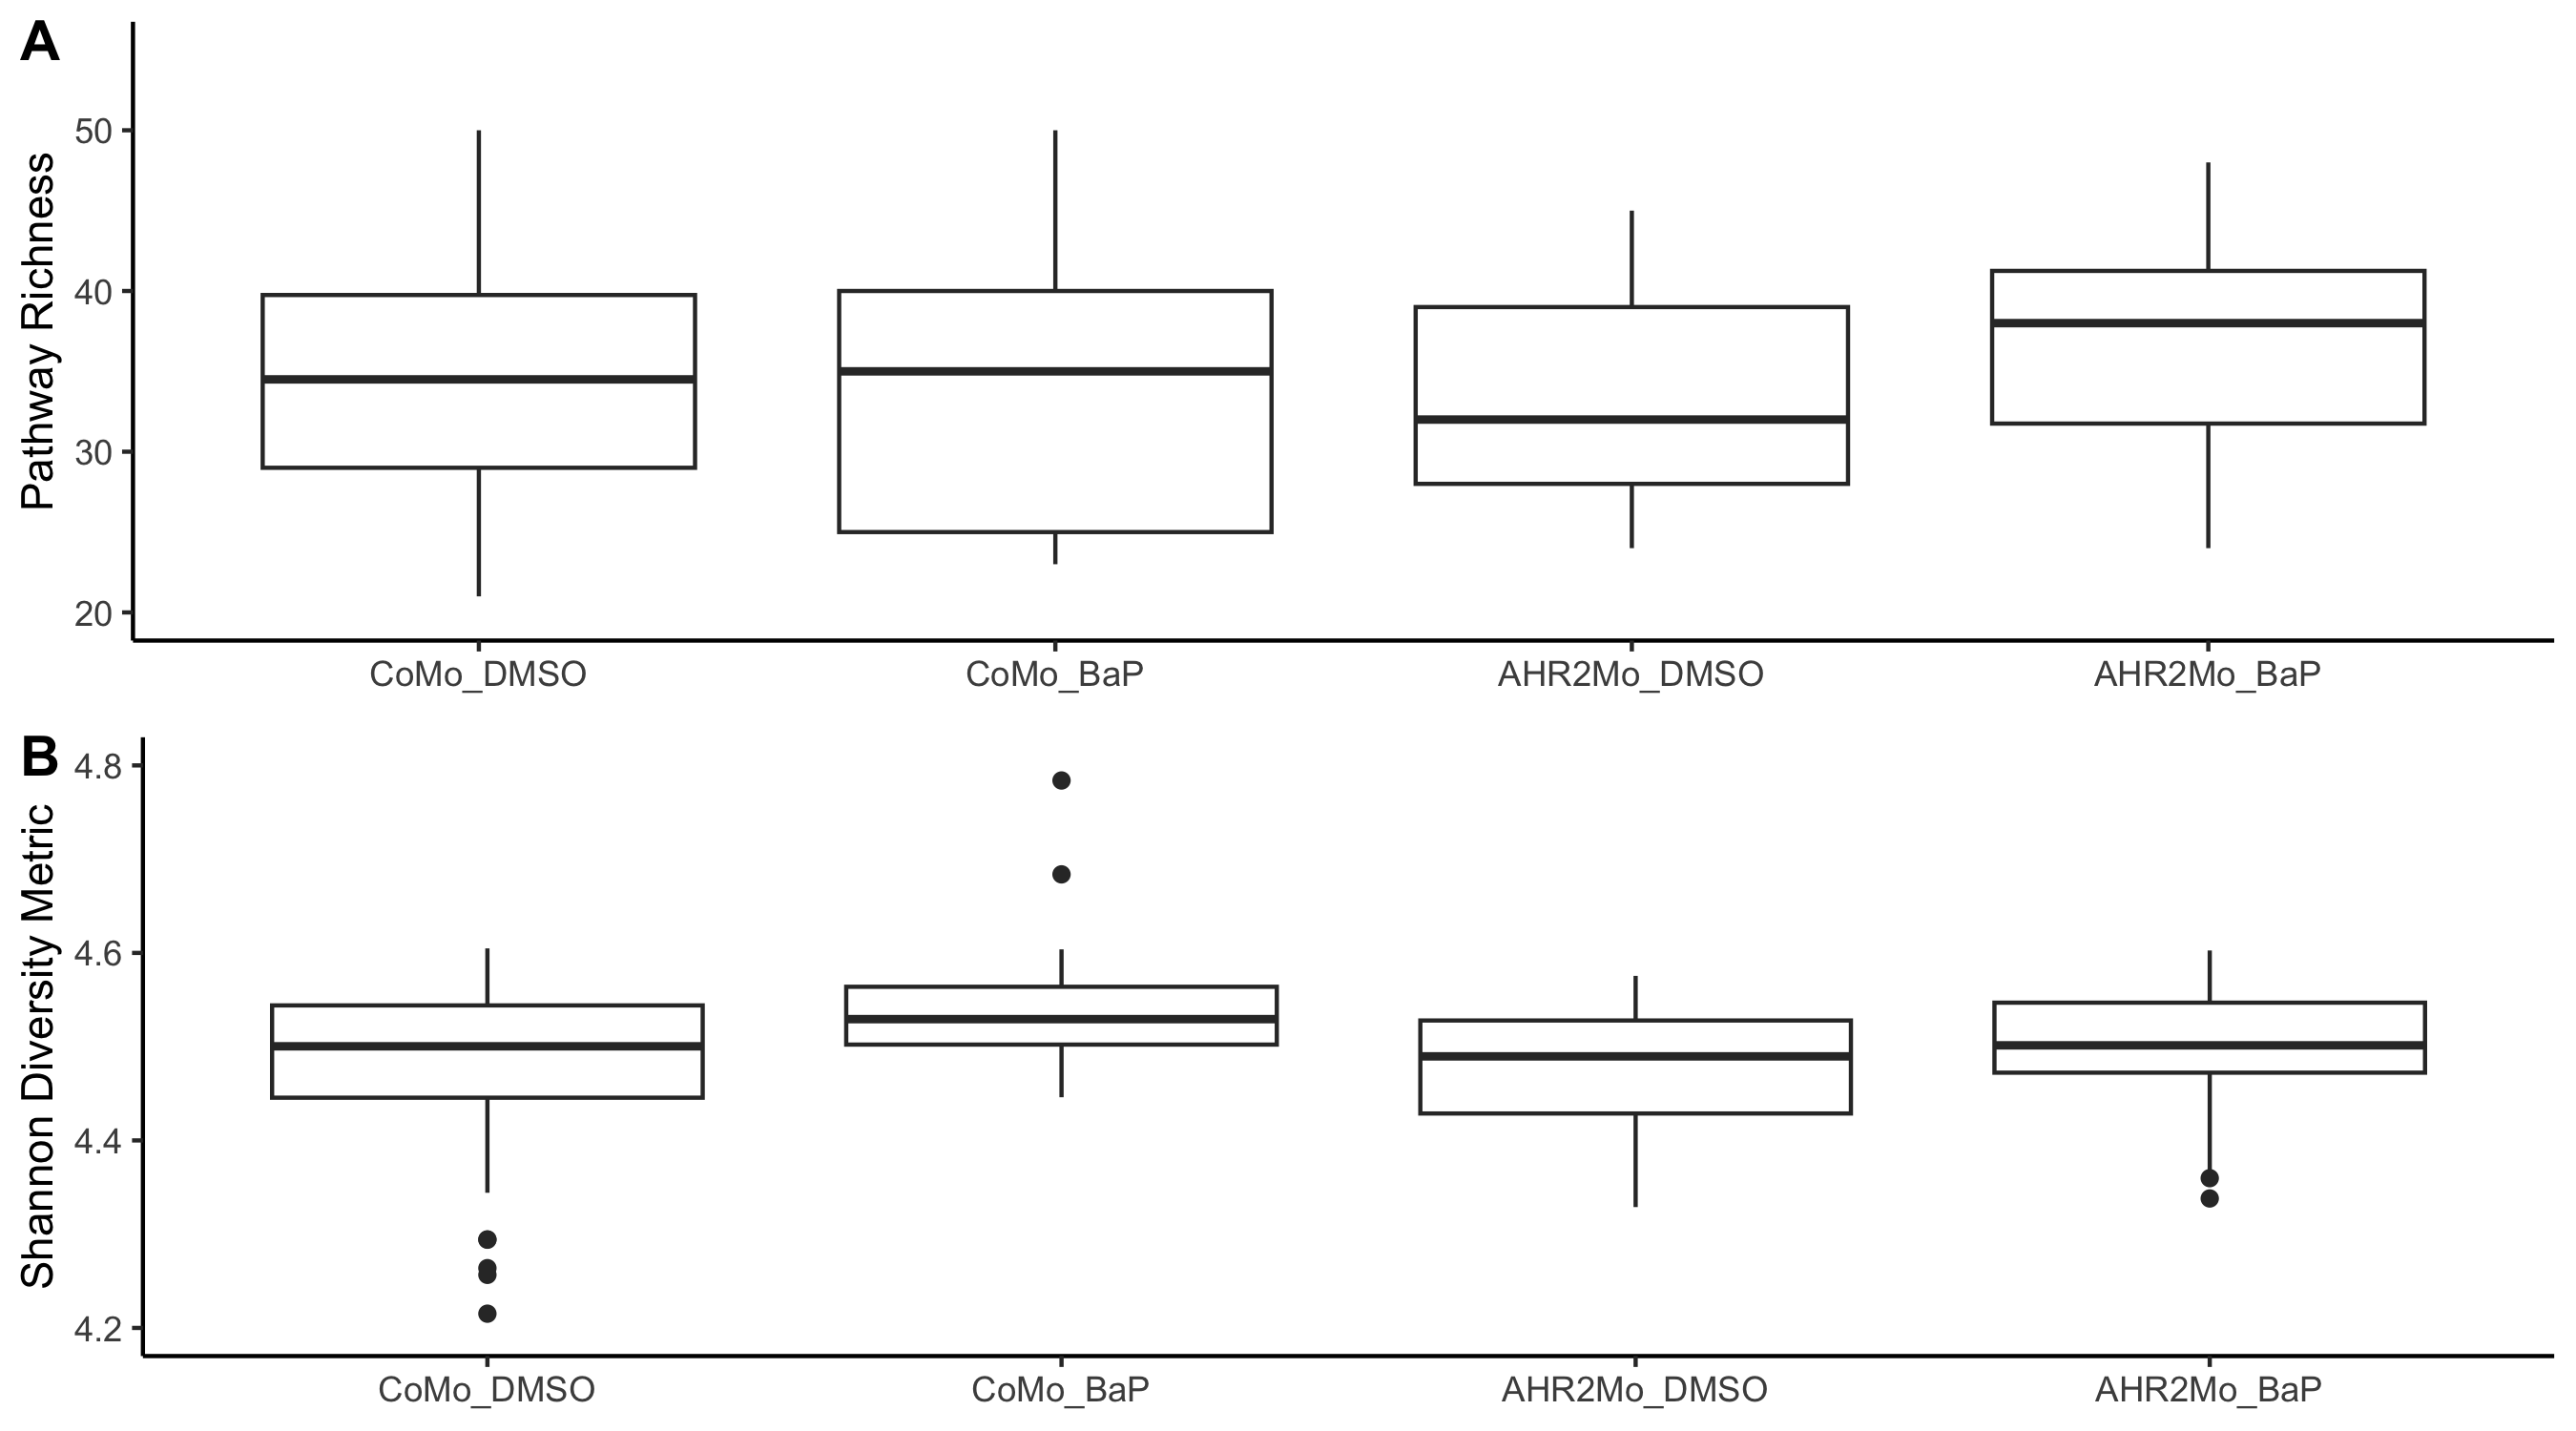 A
Pathway Richness
50
40
30
20
CoMo_DMSO CoMo_BaP AHR2Mo_DMSO AHR2Mo_BaP
B
Shannon Diversity Metric
4.8
4.6
4.4
4.2
CoMo_DMSO CoMo_BaP AHR2Mo_DMSO AHR2Mo_BaP